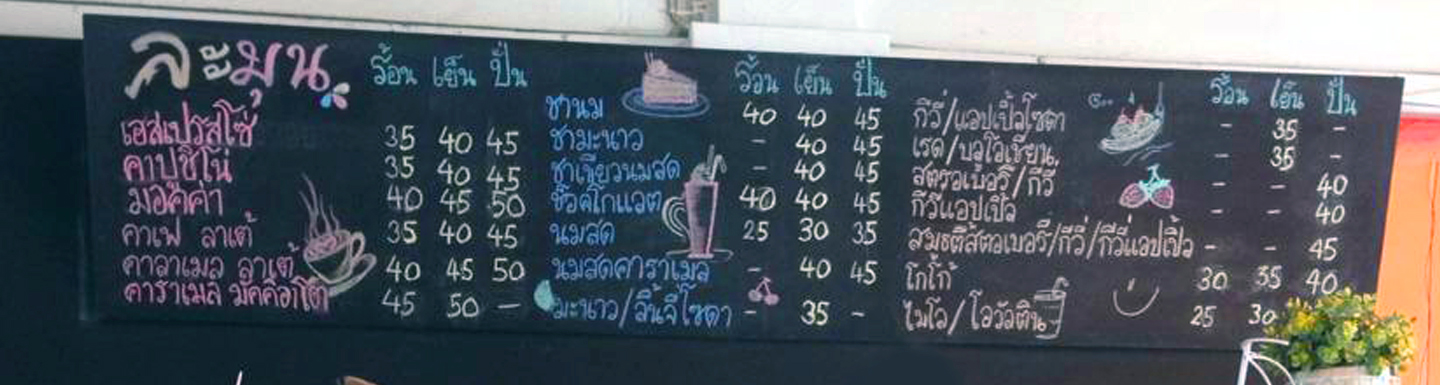 ละมุน ร้อน เย็น ปั่น
เอสเปรสโซ่ 35 40 45
คาปูชิโน่ 35 40 45
มอคค่า 40 45 50
คาเฟ ลาเต้ 35 40 45
คาลาเมล ลาเต้ 40 45 50
คาราเมล มัคคิอาโต้ 45 50 -
ร้อน เย็น ปั่น
ชานม 40 40 45
ชามะนาว - 40 45
ชาเขียวนมสด - 40 45
ช็อคโกแลต 40 40 45
นมสด 25 30 35
นมสดคาราเมล - 40 45
มะนาว/ลิ้นจี่โซดา - 35 -
ร้อน เย็น ปั่น
กีวี่/แอปเปิ้ลโซดา - 35 -
เรด/บลูโอเชี่ยน - 35 -
สตรอเบอรี่/กีวี่ - - 40
กีวี่แอปเปิ้ล - - 40
สมูตตี้สตอเบอรี่/กีวี่/กีวี่แอปเปิ้ล - - 45
โกโก้ 30 35 40
ไมโล/โอวัลติน 25 30